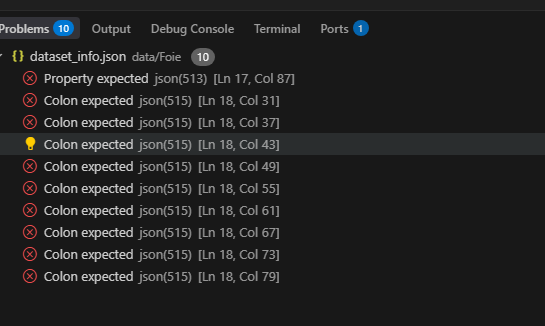 Problems 10 Output Debug Console Terminal Ports 1
{} dataset_info.json data/Foie 10
Property expected json(513) [Ln 17, Col 87]
Colon expected json(515) [Ln 18, Col 31]
Colon expected json(515) [Ln 18, Col 37]
Colon expected json(515) [Ln 18, Col 43]
Colon expected json(515) [Ln 18, Col 49]
Colon expected json(515) [Ln 18, Col 55]
Colon expected json(515) [Ln 18, Col 61]
Colon expected json(515) [Ln 18, Col 67]
Colon expected json(515) [Ln 18, Col 73]
Colon expected json(515) [Ln 18, Col 79]